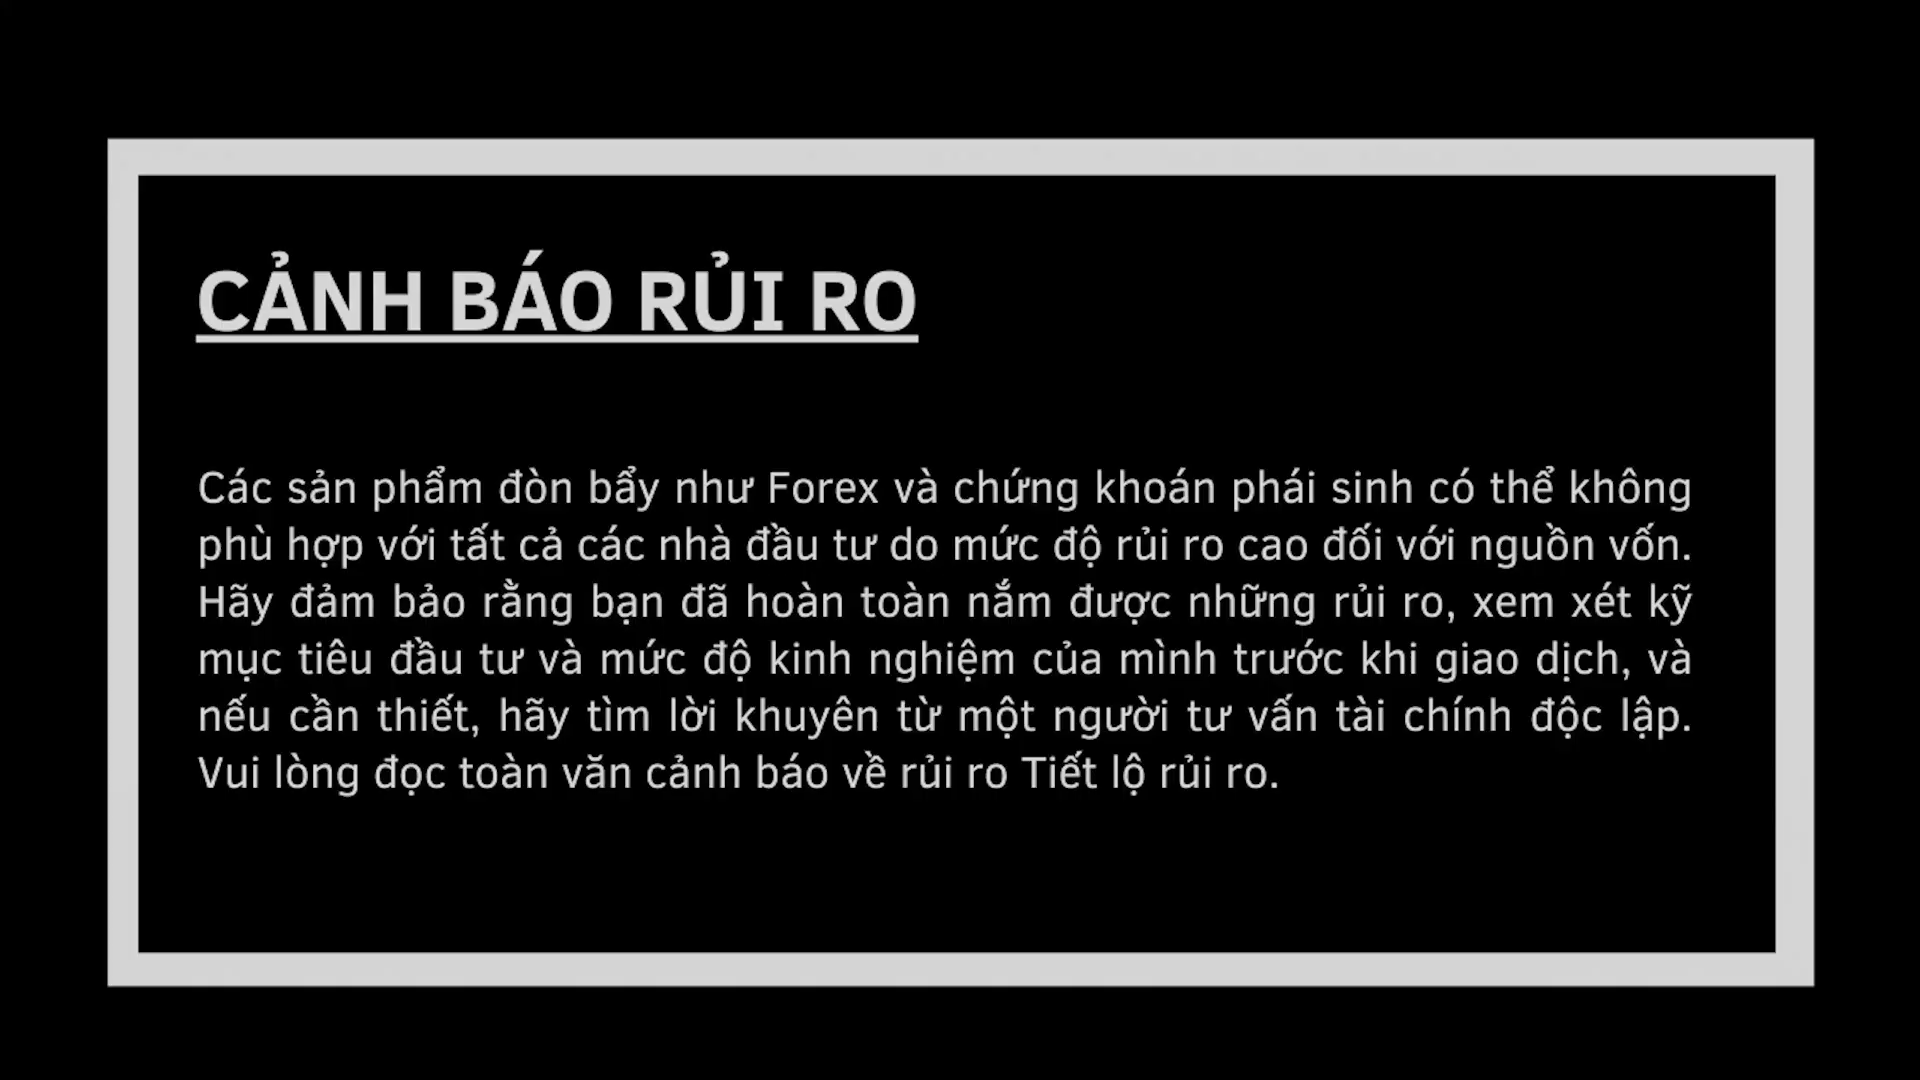 CẢNH BÁO RỦI RO
Các sản phẩm đòn bẩy như Forex và chứng khoán phái sinh có thể không
phù hợp với tất cả các nhà đầu tư do mức độ rủi ro cao đối với nguồn vốn.
Hãy đảm bảo rằng bạn đã hoàn toàn nắm được những rủi ro, xem xét kỹ
mục tiêu đầu tư và mức độ kinh nghiệm của mình trước khi giao dịch, và
nếu cần thiết, hãy tìm lời khuyên từ một người tư vấn tài chính độc lập.
Vui lòng đọc toàn văn cảnh báo về rủi ro Tiết lộ rủi ro.